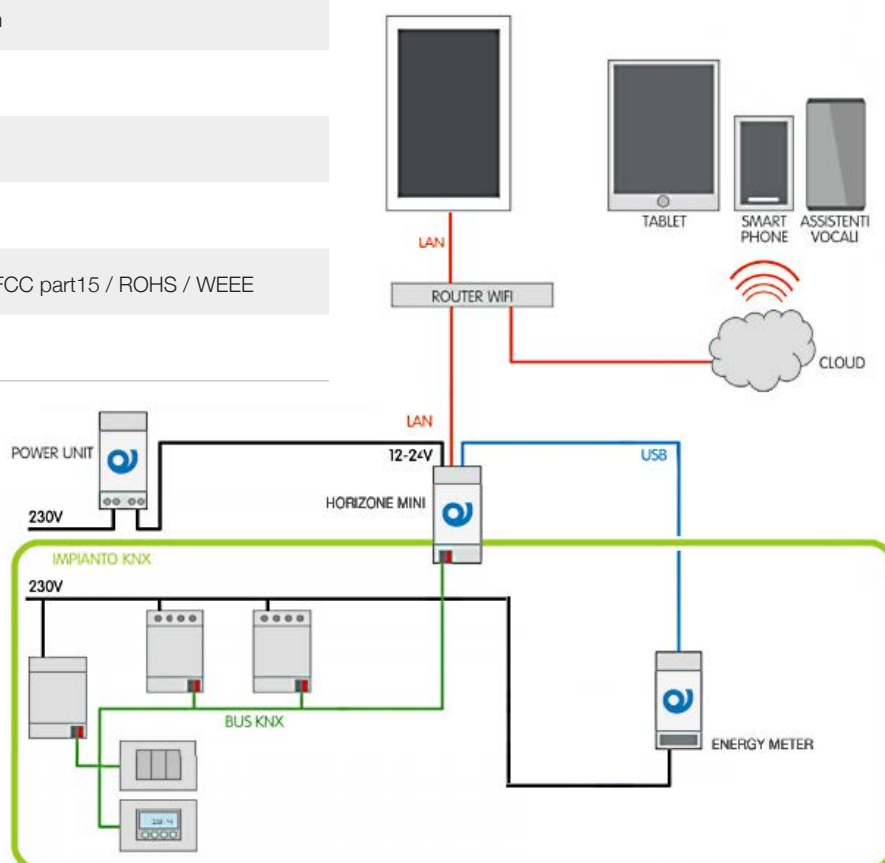 FCC part15 / ROHS / WEEE
LAN
TABLET
SMART
PHONE
ASSISTENTI
VOCALI
ROUTER WIFI
CLOUD
LAN
POWER UNIT
12-24V
USB
HORIZONE MINI
230V
IMPIANTO KNX
230V
BUS KNX
ENERGY METER